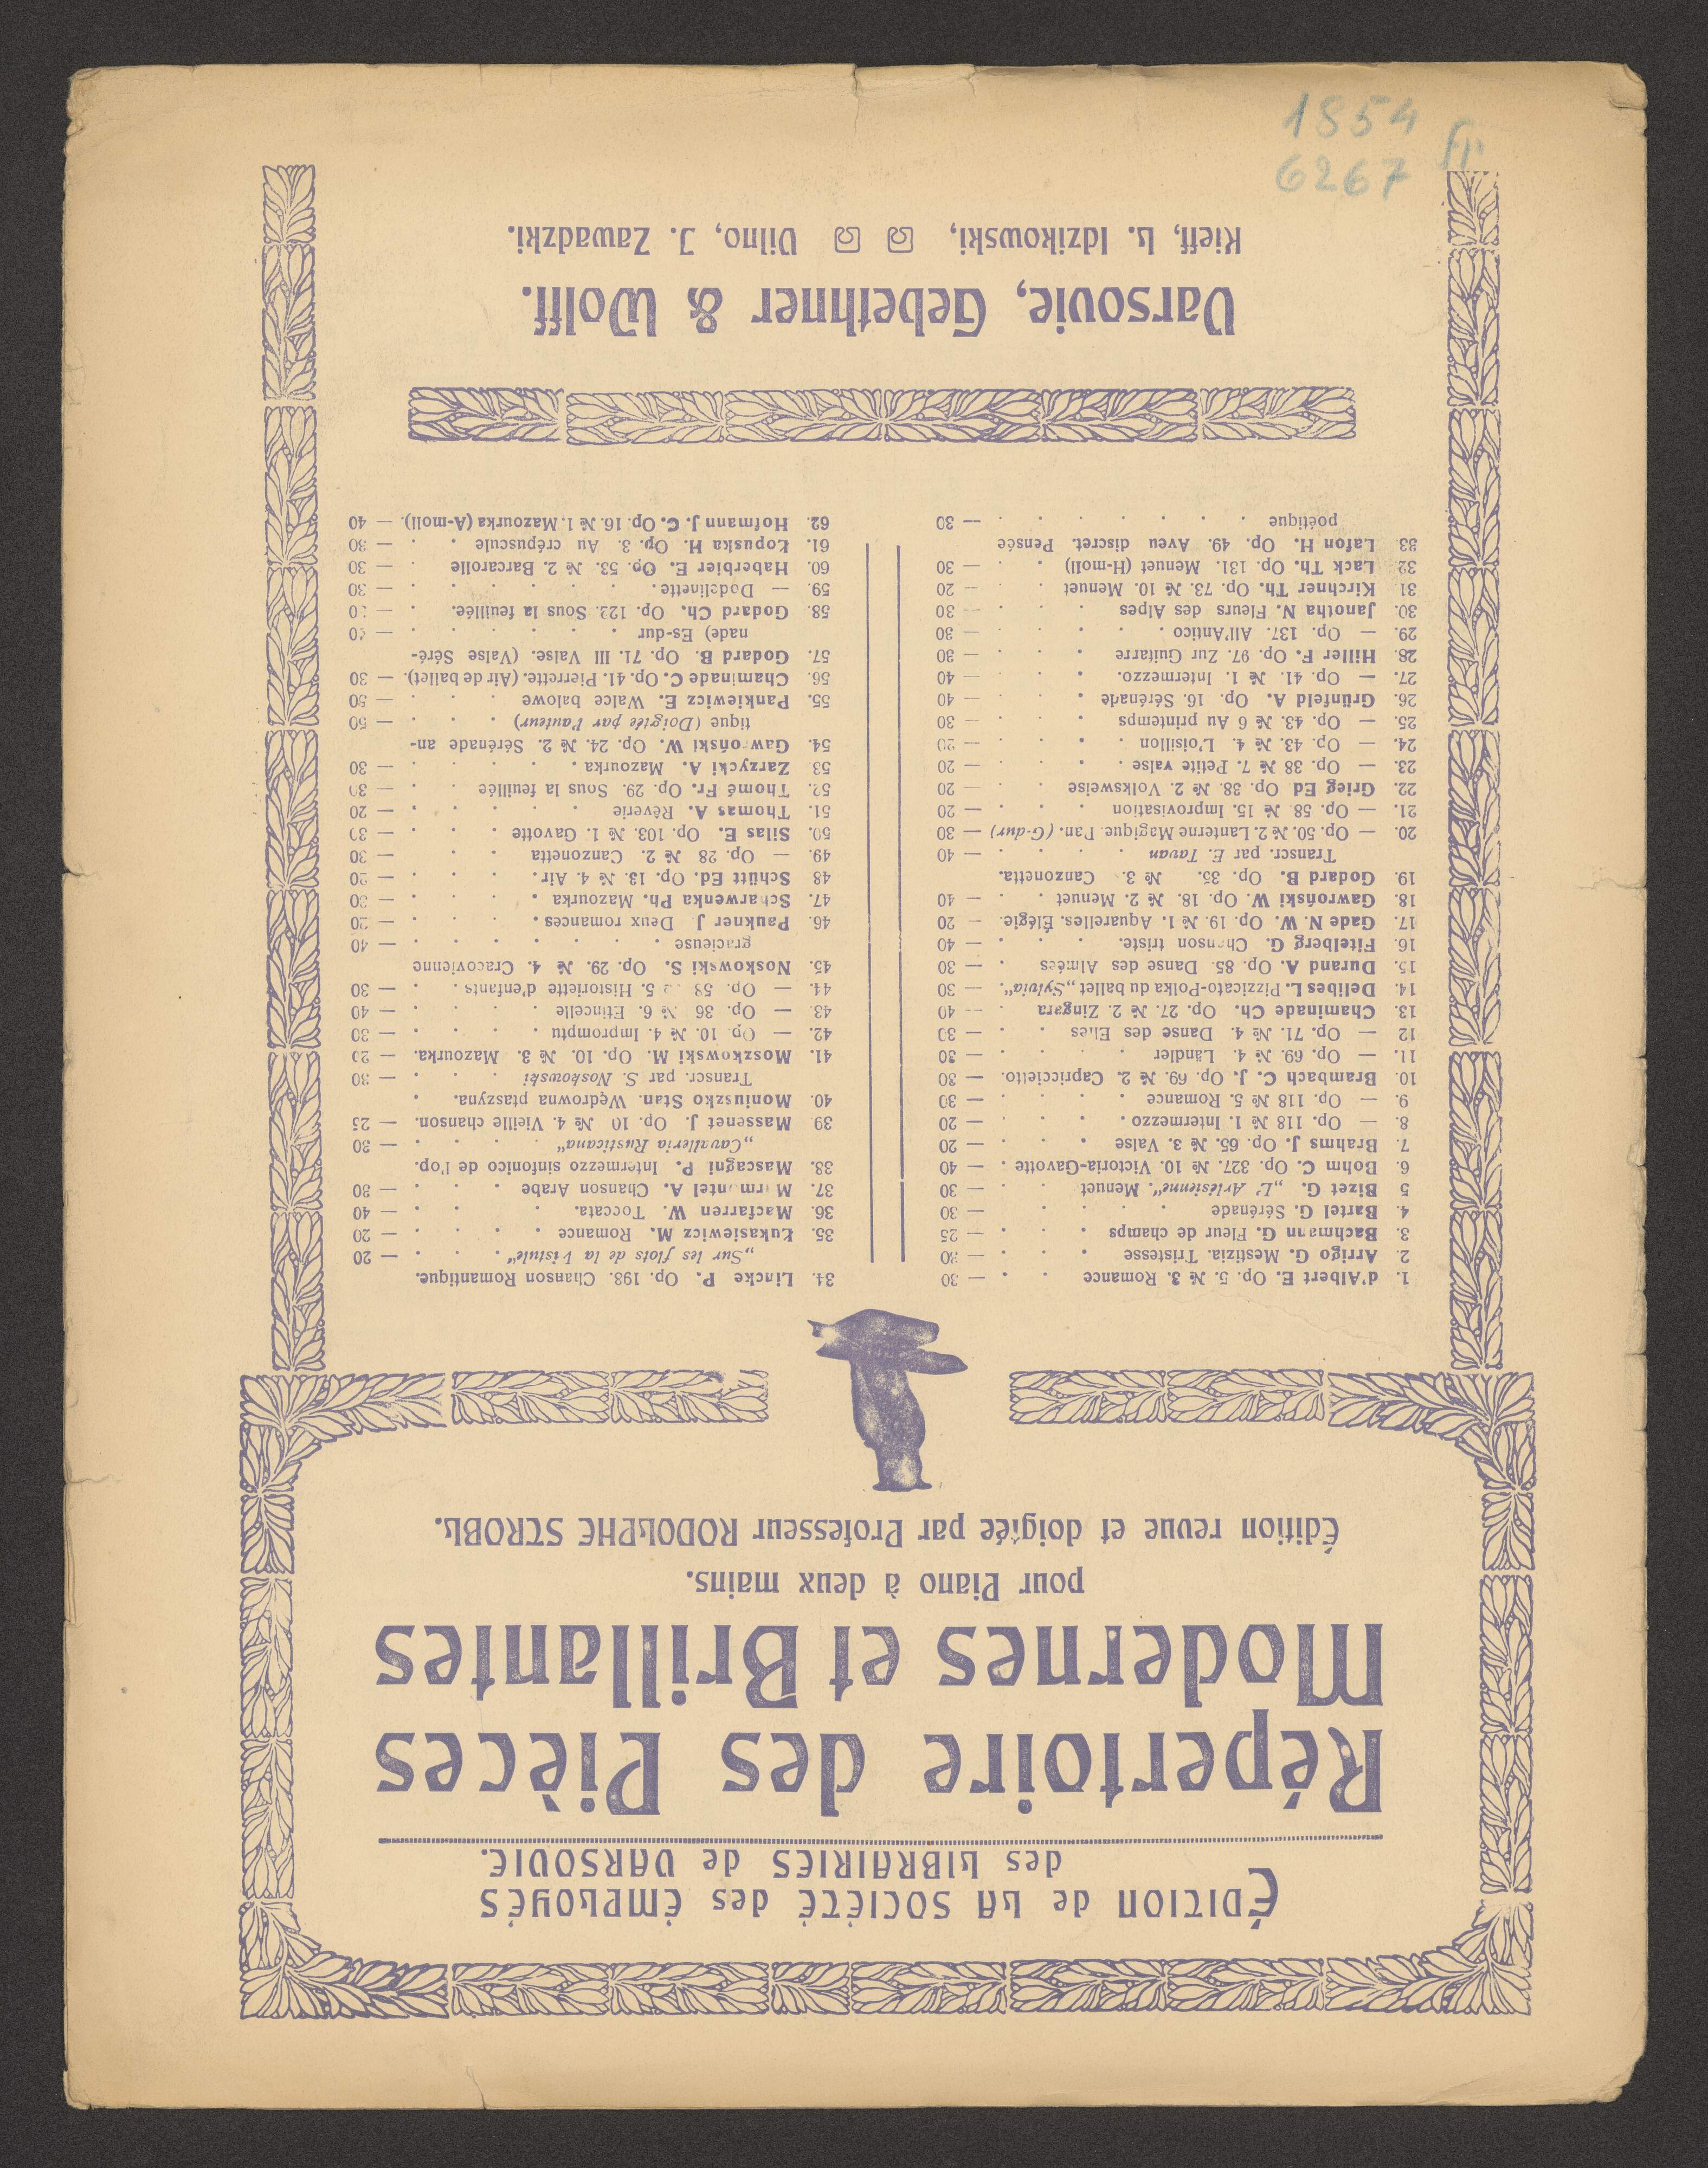 Édition de la Société des Émployés
des Librairies de Varsovie.
Répertoire des Pièces
Modernes et Brillantes
pour Piano à deux mains.
Édition revue et doigtée par Professeur RODOLPHE STROBL.
1. d'Albert E. Op. 5. № 3. Romance . . — 30
2. Arrigo G. Mestizia. Tristesse . . . — 30
3. Bachmann G. Fleur de champs . . . — 25
4. Bartel G. Sérénade . . . . — 30
5 Bizet G. „L' Arlésienne“. Menuet . . — 30
6. Bohm C. Op. 327. № 10. Victoria-Gavotte . — 40
7. Brahms J. Op. 65. № 3. Valse . . . — 20
8. — Op. 118 № 1. Intermezzo . . . — 20
9. — Op. 118 № 5. Romance . . . . — 30
10. Brambach C. J. Op. 69. № 2. Capriccietto. — 30
11. — Op. 69. № 4. Ländler . . . . — 30
12 — Op. 71. № 4. Danse des Elfes . . — 30
13. Chaminade Ch. Op. 27. № 2. Zingara . — 40
14. Delibes L. Pizzicato-Polka du ballet „Sylvia“. — 30
15. Durand A. Op. 85. Danse des Almées . — 30
16. Fitelberg G. Chanson triste. . . . — 40
17. Gade N. W. Op. 19. № 1. Aquarelles. Élégie. — 20
18. Gawroński W. Op. 18. № 2. Menuet . . — 40
19. Godard B. Op. 35. № 3. Canzonetta.
Transcr. par E. Tavan . . . . — 40
20. — Op. 50. № 2. Lanterne Magique. Pan. (G-dur) — 30
21. — Op. 58. № 15. Improvisation . . . — 20
22. Grieg Ed Op. 38. № 2. Volksweise . . — 20
23. — Op. 38 № 7. Petite valse . . . . — 20
24. — Op. 43. № 4. L'oisillon . . . . — 20
25. — Op. 43. № 6 Au printemps . . . — 30
26. Grünfeld A. Op. 16. Sérénade . . . — 40
27. — Op. 41. № 1. Intermezzo. . . . — 40
28. Hiller F. Op. 97. Zur Guitarre . . . — 30
29. — Op. 137. All'Antico . . . . . — 30
30. Janotha N. Fleurs des Alpes . . . — 30
31 Kirchner Th. Op. 73. № 10. Menuet . . — 20
32 Lack Th. Op. 131. Menuet (H-moll) . . — 30
33 Lafon H. Op. 49. Aveu discret. Pensée
poétique . . . . . . . — 30
34. Lincke P. Op. 198. Chanson Romantique.
„Sur les flots de la Vistule“ . . . — 20
35. Łukasiewicz M. Romance . . . . — 20
36. Macfarren W. Toccata. . . . . — 40
37. Marmontel A. Chanson Arabe . . . — 30
38. Mascagni P. Intermezzo sinfonico de l'op.
„Cavalleria Rusticana“ . . . . — 30
39 Massenet J. Op. 10 № 4. Vieille chanson. — 25
40. Moniuszko Stan. Wędrowna ptaszyna. .
Transcr. par S. Noskowski . . . — 30
41. Moszkowski M. Op. 10. № 3. Mazourka. — 20
42. — Op. 10. № 4. Impromptu . . . — 30
43. — Op. 36 № 6. Etincelle . . . . — 40
44. — Op. 58 5. Historiette d'enfants . . — 30
45. Noskowski S. Op. 29. № 4. Cracovienne
gracieuse . . . . . . . — 40
46. Paukner J Deux romances . . . . — 20
47. Scharwenka Ph. Mazourka . . . . — 30
48 Schütt Ed. Op. 13. № 4. Air . . . . — 20
49. — Op. 28 № 2. Canzonetta . . . — 30
50. Silas E. Op. 103. № 1. Gavotte . . . — 30
51. Thomas A. Rêverie . . . . . — 20
52. Thomé Fr. Op. 29. Sous la feuillée . . — 30
53 Zarzycki A. Mazourka . . . . . — 30
54. Gawroński W. Op. 24. № 2. Sérénade an-
tique (Doigtée par l'auteur) . . . — 50
55. Pankiewicz E. Walce balowe . . . — 50
56. Chaminade C. Op. 41. Pierrette. (Air de ballet). — 30
57. Godard B. Op. 71. III Valse. (Valse Séré-
nade) Es-dur . . . . . . — 40
58. Godard Ch. Op. 122. Sous la feuillée. .
59. — Dodelinette . . . . . . — 30
60. Haberbier E. Op. 53. № 2. Barcarolle . — 30
61. Łopuska H. Op. 3. Au crépuscule . . — 30
62. Hofmann J. C. Op. 16. № 1. Mazourka (A-moll). — 40
Varsovie, Gebethner & Wolff.
Kieff, L. Idzikowski, Vilno, J. Zawadzki.
1854
6267